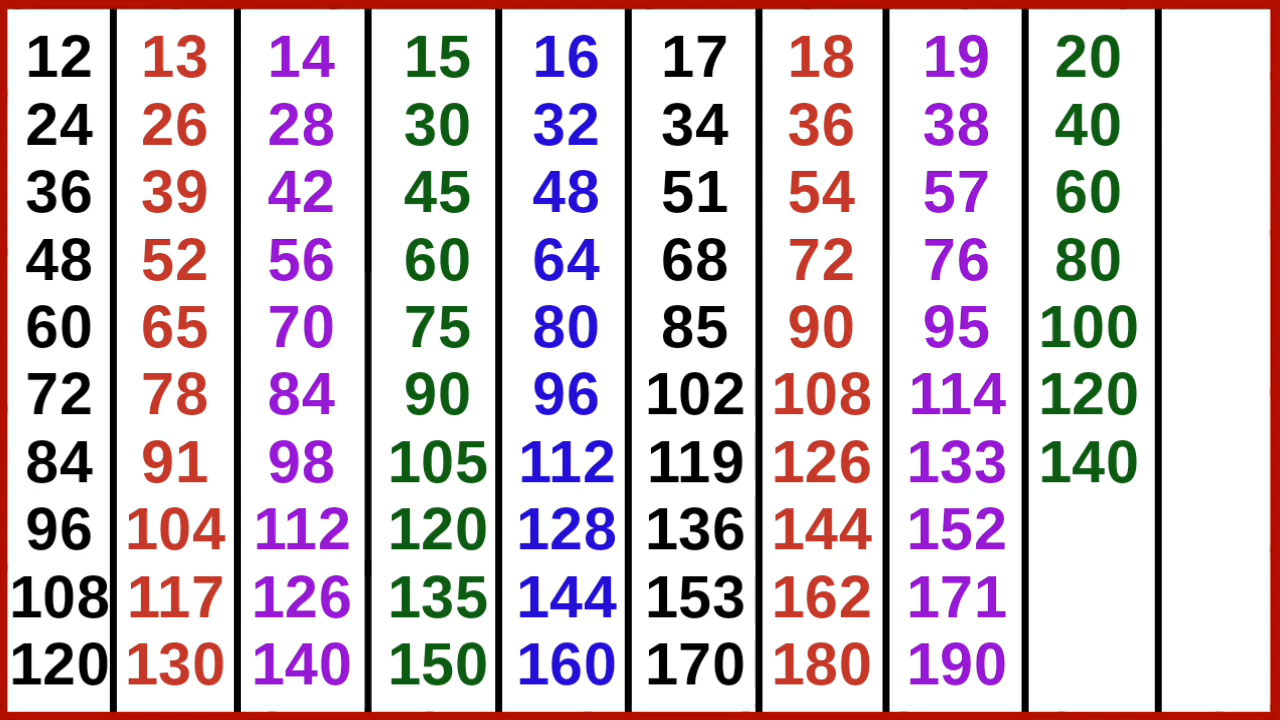 12 13 14 15 16 17 18 19 20
24 26 28 30 32 34 36 38 40
36 39 42 45 48 51 54 57 60
48 52 56 60 64 68 72 76 80
60 65 70 75 80 85 90 95 100
72 78 84 90 96 102 108 114 120
84 91 98 105 112 119 126 133 140
96 104 112 120 128 136 144 152
108 117 126 135 144 153 162 171
120 130 140 150 160 170 180 190